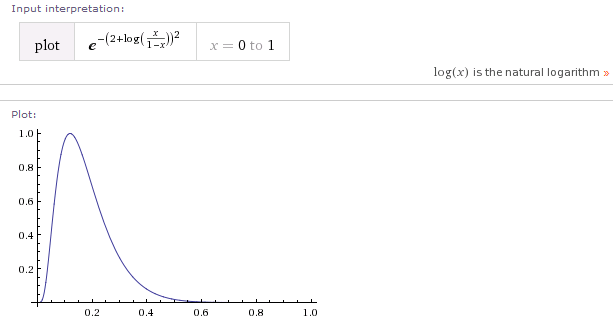 Input interpretation:
plot e^(-(2+log(x/(1-x)))^2) x = 0 to 1
log(x) is the natural logarithm »
Plot:
1.0
0.8
0.6
0.4
0.2
0.2 0.4 0.6 0.8 1.0